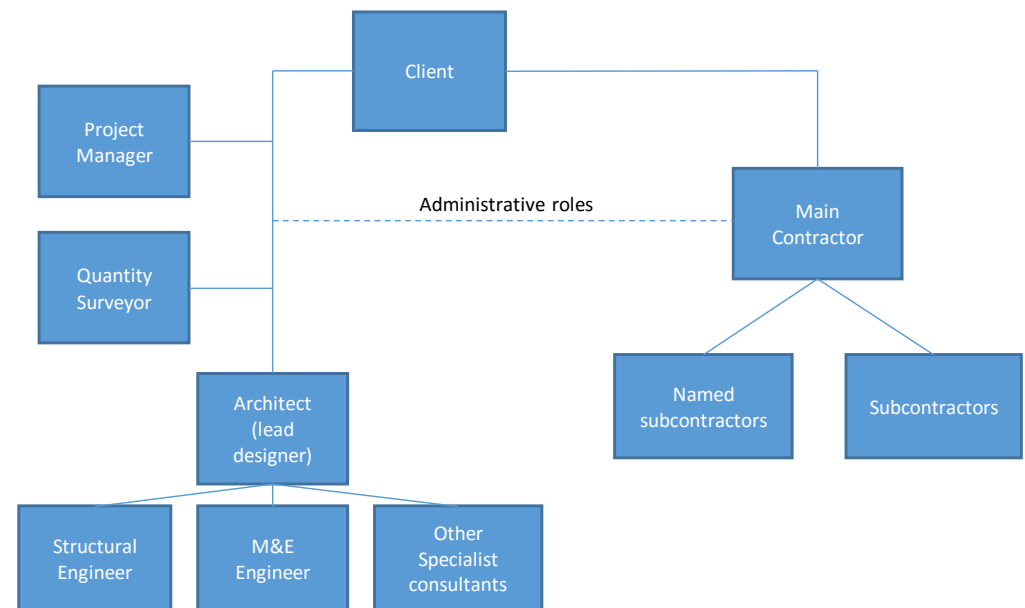 Client
Project
Manager
Administrative roles
Main
Contractor
Quantity
Surveyor
Named
subcontractors
Subcontractors
Architect
(lead
designer)
Structural
Engineer
M&E
Engineer
Other
Specialist
consultants